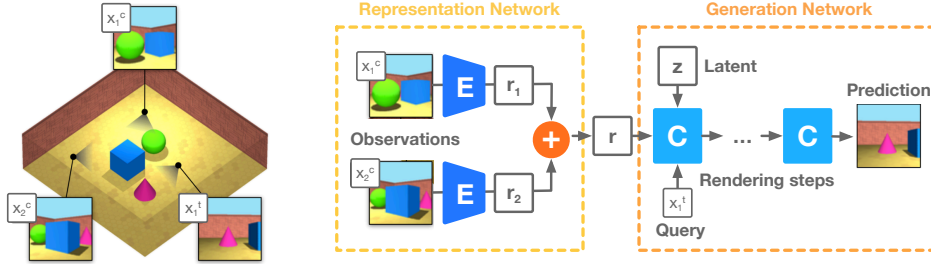 x₁ᶜ
x₂ᶜ
x₁ᵗ
Representation Network
x₁ᶜ
E
r₁
Observations
+
r
x₂ᶜ
E
r₂
Generation Network
z
Latent
Prediction
C
...
C
Rendering steps
x₁ᵗ
Query